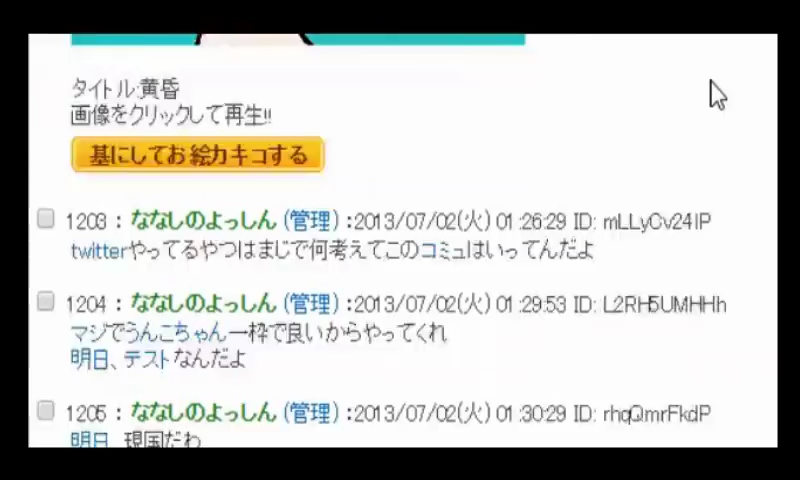 タイトル:黄昏
画像をクリックして再生!!
基にしてお絵カキコする
1203 : ななしのよっしん (管理) :2013/07/02(火) 01:26:29 ID: mLLyCv24IP
twitterやってるやつはまじで何考えてこのコミュはいってんだよ
1204 : ななしのよっしん (管理) :2013/07/02(火) 01:29:53 ID: L2RH5UMHHh
マジでうんこちゃん一枠で良いからやってくれ
明日、テストなんだよ
1205 : ななしのよっしん (管理) :2013/07/02(火) 01:30:29 ID: rhqQmrFkdP
明日、現国だわ